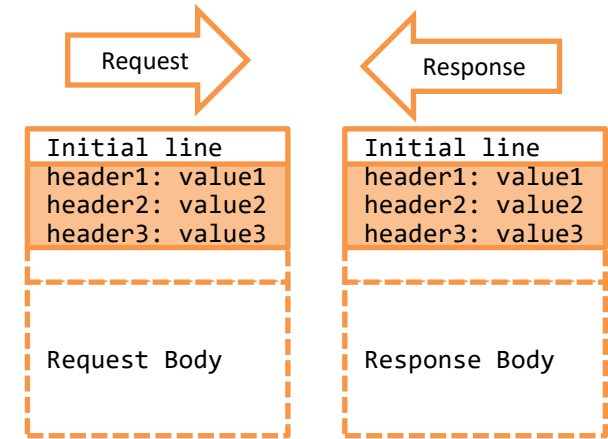 Request
Initial line
header1: value1
header2: value2
header3: value3
Request Body
Response
Initial line
header1: value1
header2: value2
header3: value3
Response Body